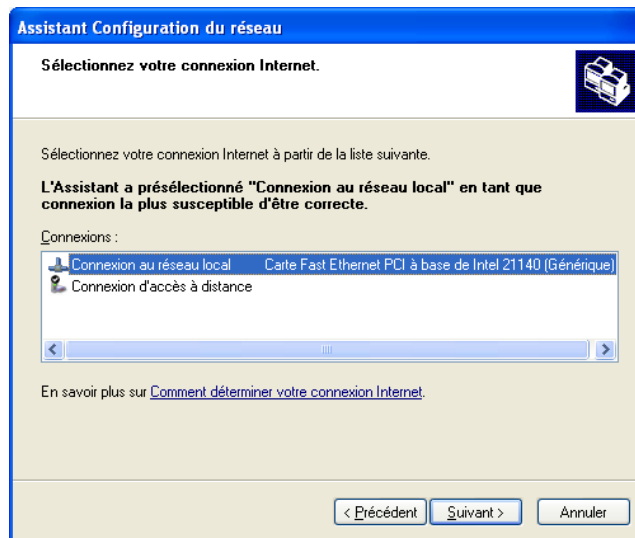 Assistant Configuration du réseau
Sélectionnez votre connexion Internet.
Sélectionnez votre connexion Internet à partir de la liste suivante.
L'Assistant a présélectionné "Connexion au réseau local" en tant que
connexion la plus susceptible d'être correcte.
Connexions :
Connexion au réseau local Carte Fast Ethernet PCI à base de Intel 21140 (Générique)
Connexion d'accès à distance
En savoir plus sur Comment déterminer votre connexion Internet.
< Précédent Suivant > Annuler